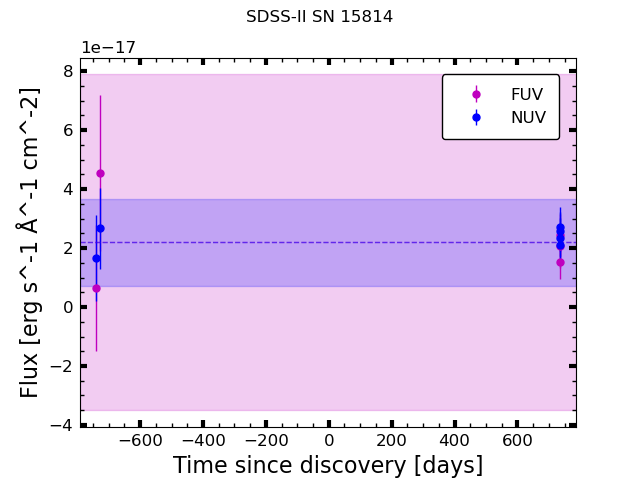 SDSS-II SN 15814
1e−17
8
6
4
2
0
−2
−4
Flux [erg s^-1 Å^-1 cm^-2]
FUV
NUV
−600 −400 −200 0 200 400 600
Time since discovery [days]